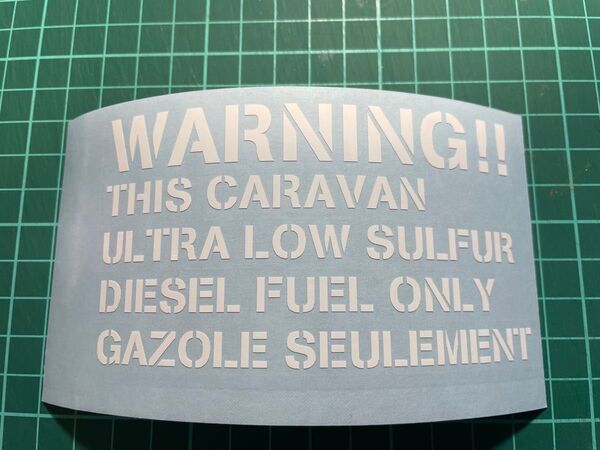 WARNING!!
THIS CARAVAN
ULTRA LOW SULFUR
DIESEL FUEL ONLY
GAZOLE SEULEMENT